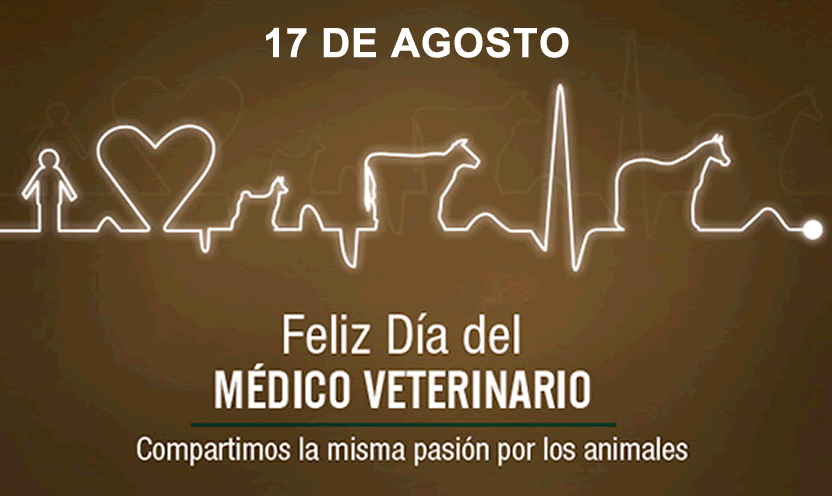 17 DE AGOSTO
Feliz Día del
MÉDICO VETERINARIO
Compartimos la misma pasión por los animales